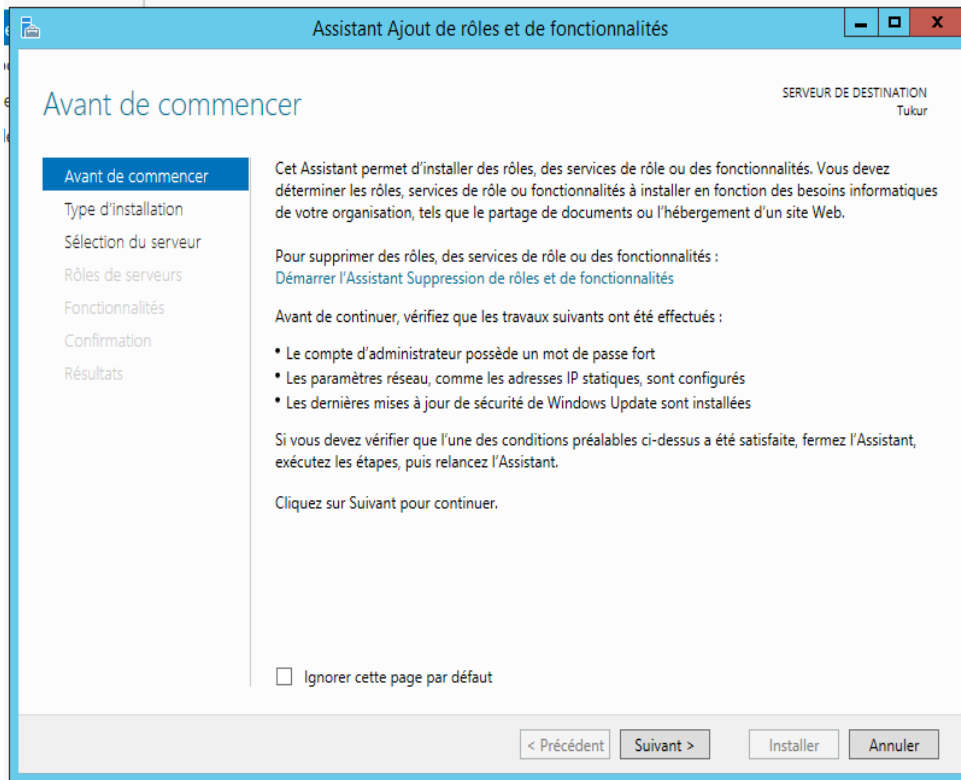 Assistant Ajout de rôles et de fonctionnalités
Avant de commencer
SERVEUR DE DESTINATION
Tukur
Avant de commencer
Type d'installation
Sélection du serveur
Rôles de serveurs
Fonctionnalités
Confirmation
Résultats
Cet Assistant permet d'installer des rôles, des services de rôle ou des fonctionnalités. Vous devez
déterminer les rôles, services de rôle ou fonctionnalités à installer en fonction des besoins informatiques
de votre organisation, tels que le partage de documents ou l'hébergement d'un site Web.
Pour supprimer des rôles, des services de rôle ou des fonctionnalités :
Démarrer l'Assistant Suppression de rôles et de fonctionnalités
Avant de continuer, vérifiez que les travaux suivants ont été effectués :
• Le compte d'administrateur possède un mot de passe fort
• Les paramètres réseau, comme les adresses IP statiques, sont configurés
• Les dernières mises à jour de sécurité de Windows Update sont installées
Si vous devez vérifier que l'une des conditions préalables ci-dessus a été satisfaite, fermez l'Assistant,
exécutez les étapes, puis relancez l'Assistant.
Cliquez sur Suivant pour continuer.
Ignorer cette page par défaut
< Précédent
Suivant >
Installer
Annuler